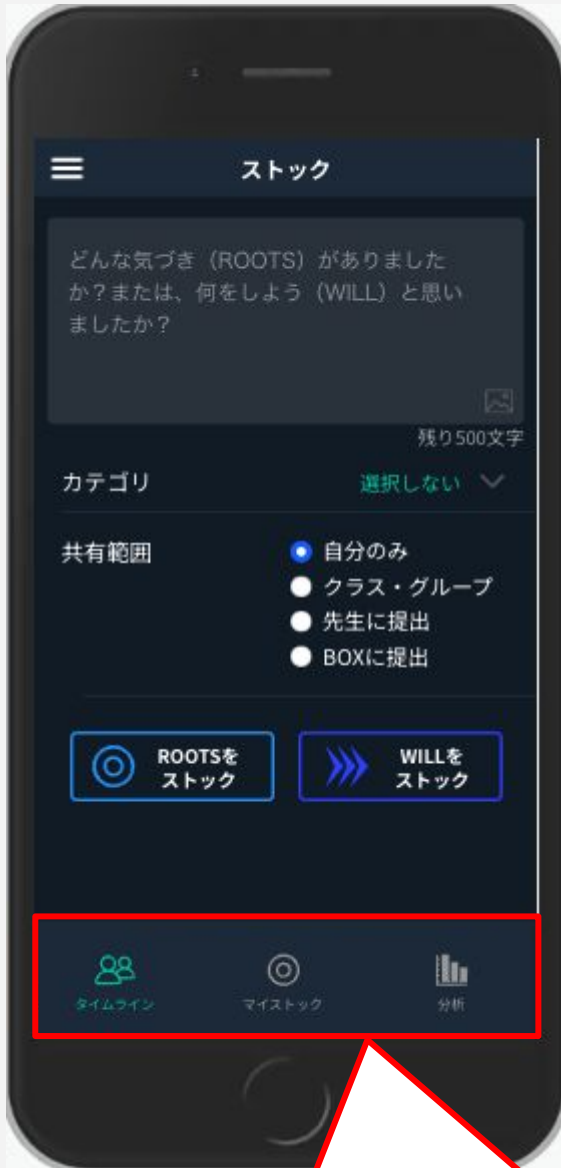 ストック
どんな気づき（ROOTS）がありました
か？または、何をしよう（WILL）と思い
ましたか？
残り500文字
カテゴリ 選択しない
共有範囲 自分のみ
クラス・グループ
先生に提出
BOXに提出
ROOTSを
ストック
WILLを
ストック
タイムライン マイストック 分析